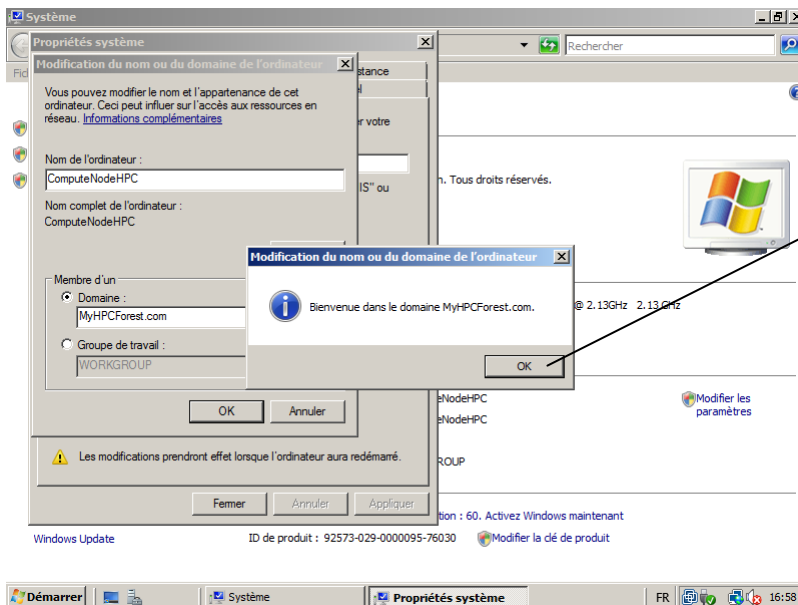 Système
Propriétés système
Rechercher
Modification du nom ou du domaine de l'ordinateur
stance
Fic
Vous pouvez modifier le nom et l'appartenance de cet
ordinateur. Ceci peut influer sur l'accès aux ressources en
réseau. Informations complémentaires
er votre
Nom de l'ordinateur :
ComputeNodeHPC
n. Tous droits réservés.
IS" ou
Nom complet de l'ordinateur :
ComputeNodeHPC
Modification du nom ou du domaine de l'ordinateur
Membre d'un
Domaine :
MyHPCForest.com
Bienvenue dans le domaine MyHPCForest.com.
@ 2.13GHz 2.13 GHz
Groupe de travail :
WORKGROUP
OK
eNodeHPC
Modifier les
paramètres
OK
Annuler
eNodeHPC
Les modifications prendront effet lorsque l'ordinateur aura redémarré.
ROUP
Fermer
Annuler
Appliquer
tion : 60. Activez Windows maintenant
Windows Update
ID de produit : 92573-029-0000095-76030
Modifier la clé de produit
Démarrer
Système
Propriétés système
FR
16:58